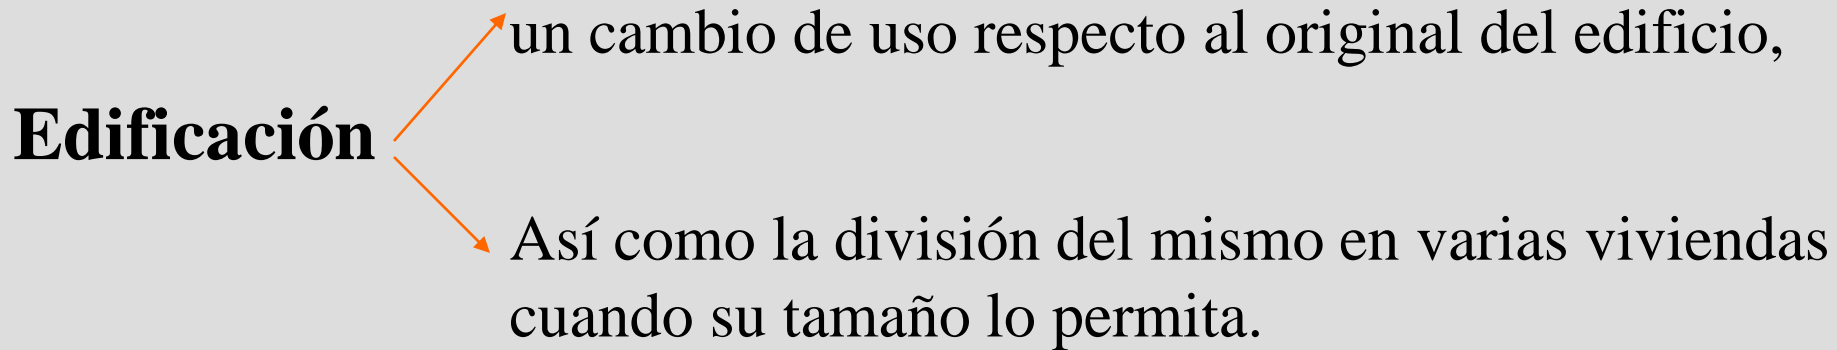 un cambio de uso respecto al original del edificio,
Edificación
Así como la división del mismo en varias viviendas
cuando su tamaño lo permita.